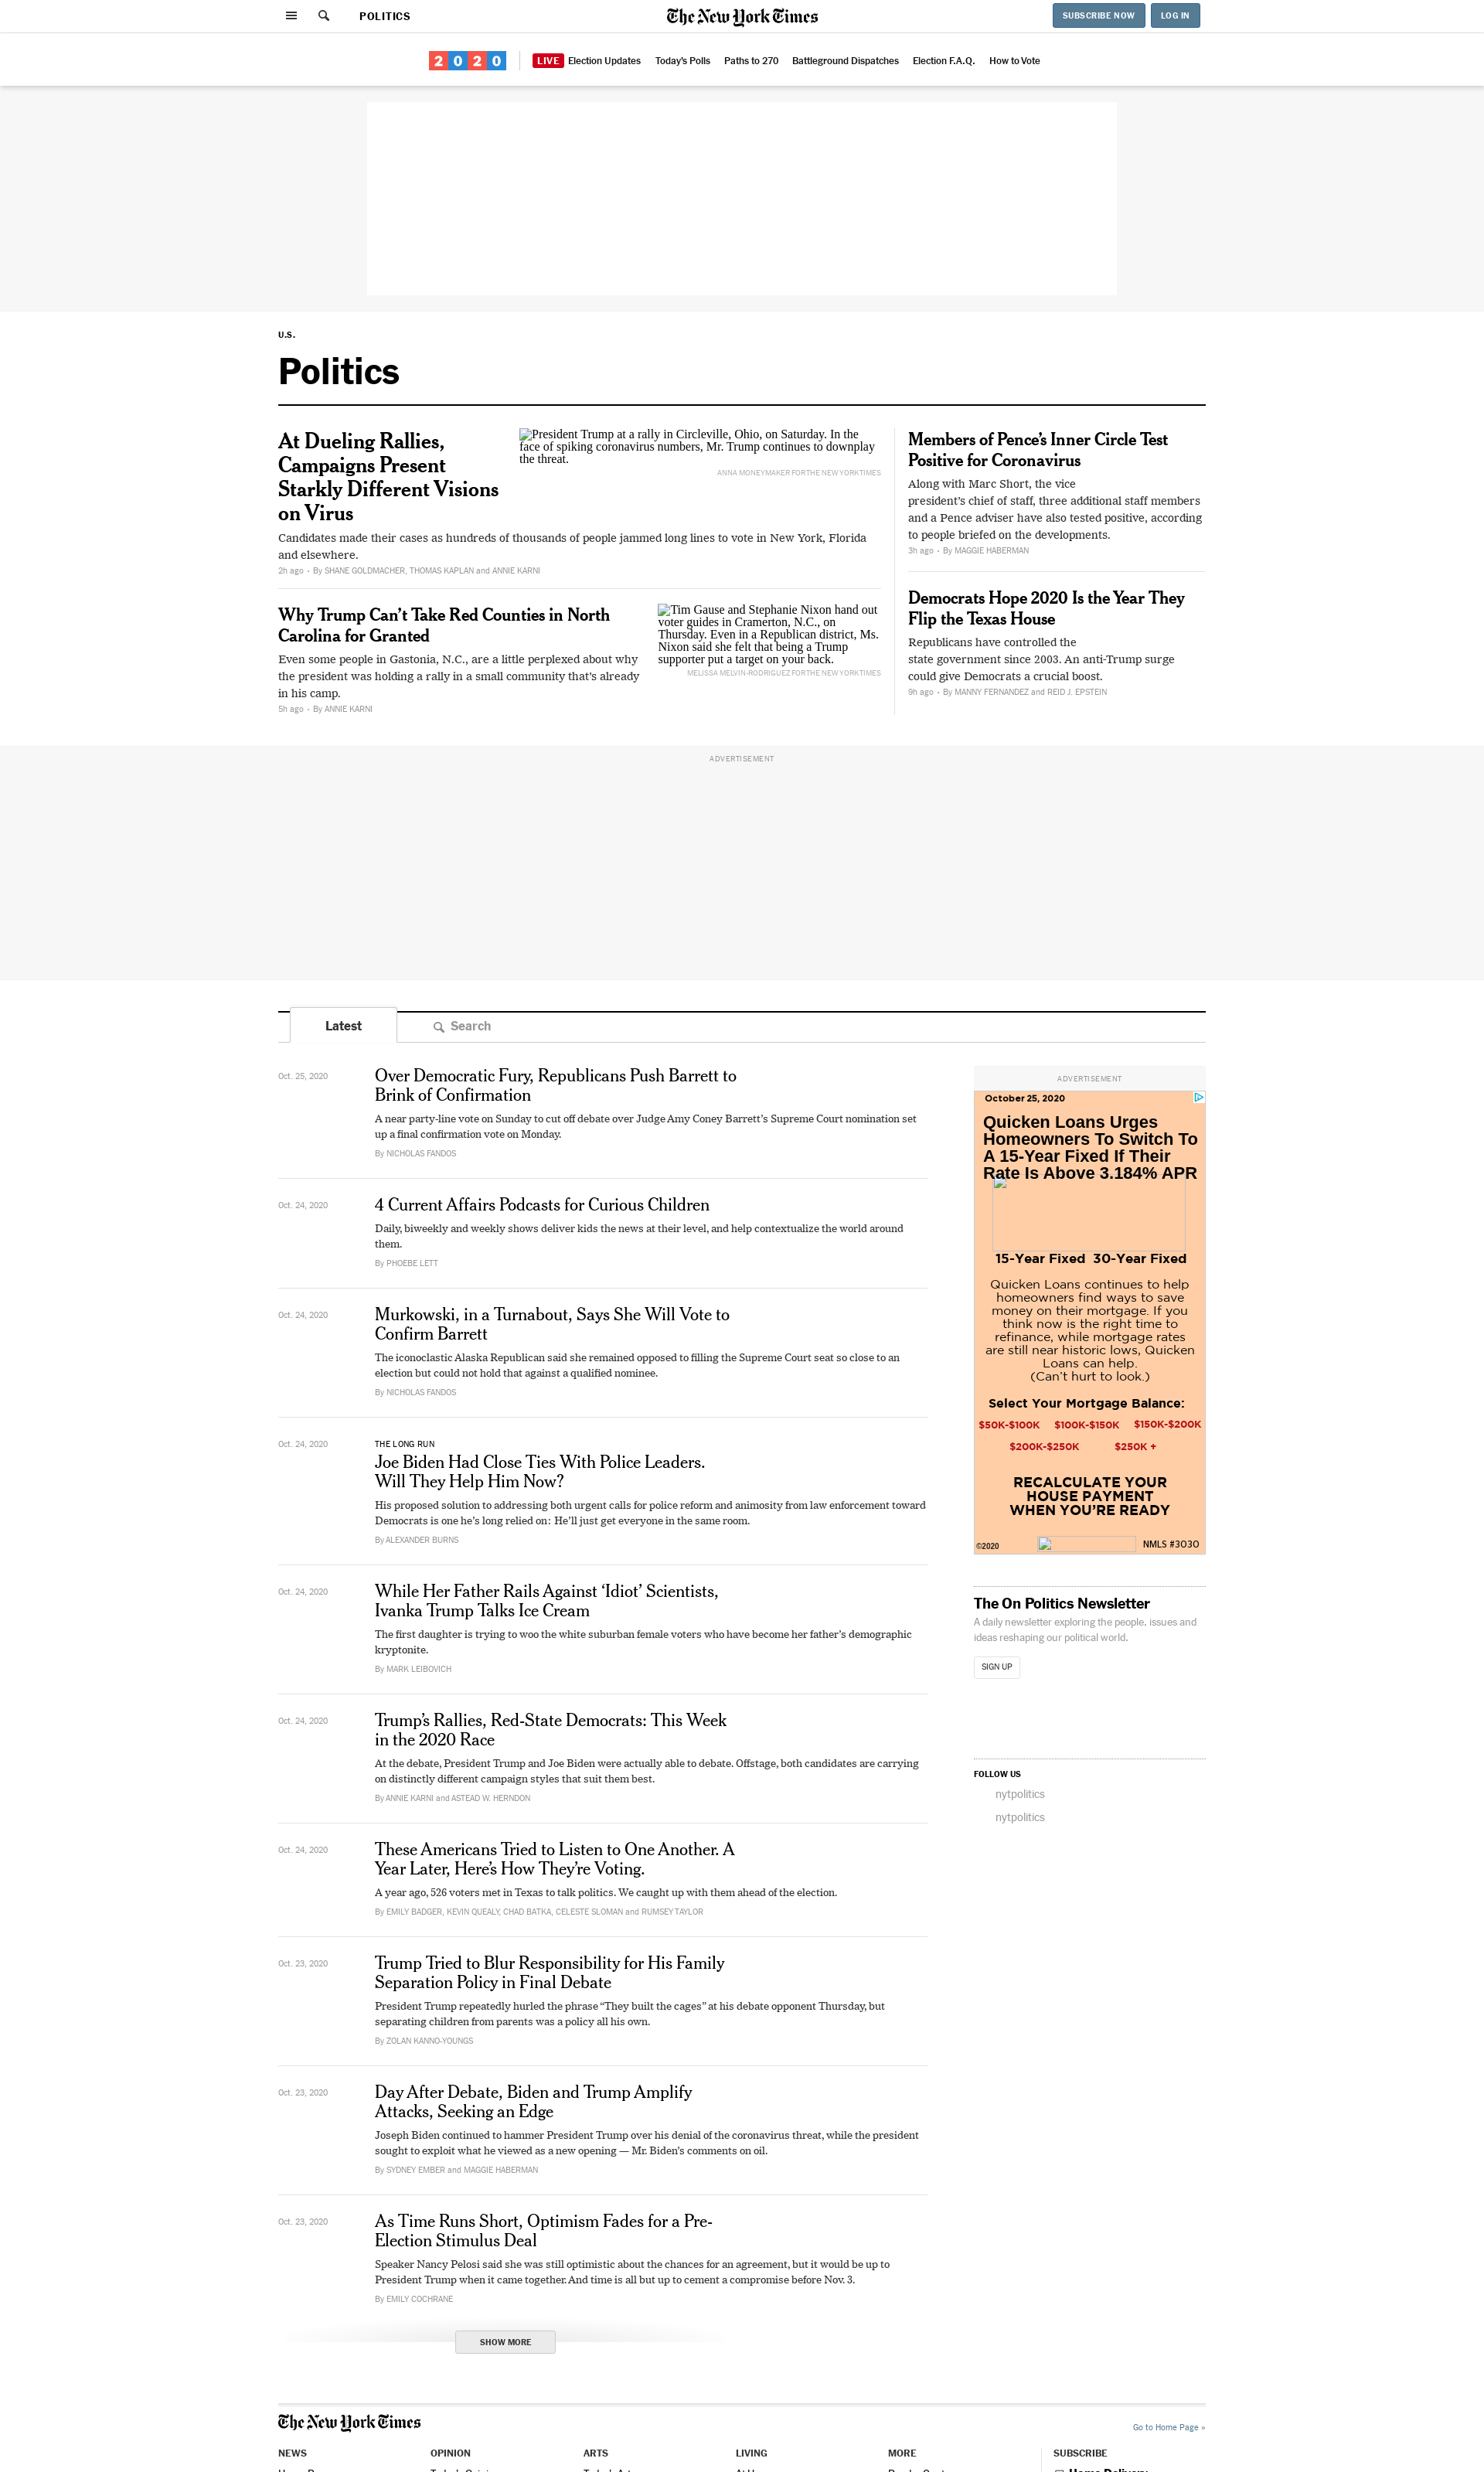 POLITICS
The New York Times
SUBSCRIBE NOW
LOG IN
2020
LIVE Election Updates
Today's Polls
Paths to 270
Battleground Dispatches
Election F.A.Q.
How to Vote
U.S.
Politics
At Dueling Rallies,
Campaigns Present
Starkly Different Visions
on Virus
President Trump at a rally in Circleville, Ohio, on Saturday. In the
face of spiking coronavirus numbers, Mr. Trump continues to downplay
the threat.
ANNA MONEYMAKER FOR THE NEW YORK TIMES
Candidates made their cases as hundreds of thousands of people jammed long lines to vote in New York, Florida
and elsewhere.
2h ago • By SHANE GOLDMACHER, THOMAS KAPLAN and ANNIE KARNI
Why Trump Can’t Take Red Counties in North
Carolina for Granted
Even some people in Gastonia, N.C., are a little perplexed about why
the president was holding a rally in a small community that’s already
in his camp.
5h ago • By ANNIE KARNI
Tim Gause and Stephanie Nixon hand out
voter guides in Cramerton, N.C., on
Thursday. Even in a Republican district, Ms.
Nixon said she felt that being a Trump
supporter put a target on your back.
MELISSA MELVIN-RODRIGUEZ FOR THE NEW YORK TIMES
Members of Pence’s Inner Circle Test
Positive for Coronavirus
Along with Marc Short, the vice
president’s chief of staff, three additional staff members
and a Pence adviser have also tested positive, according
to people briefed on the developments.
3h ago • By MAGGIE HABERMAN
Democrats Hope 2020 Is the Year They
Flip the Texas House
Republicans have controlled the
state government since 2003. An anti-Trump surge
could give Democrats a crucial boost.
9h ago • By MANNY FERNANDEZ and REID J. EPSTEIN
ADVERTISEMENT
Latest
Search
Oct. 25, 2020
Over Democratic Fury, Republicans Push Barrett to
Brink of Confirmation
A near party-line vote on Sunday to cut off debate over Judge Amy Coney Barrett’s Supreme Court nomination set
up a final confirmation vote on Monday.
By NICHOLAS FANDOS
Oct. 24, 2020
4 Current Affairs Podcasts for Curious Children
Daily, biweekly and weekly shows deliver kids the news at their level, and help contextualize the world around
them.
By PHOEBE LETT
Oct. 24, 2020
Murkowski, in a Turnabout, Says She Will Vote to
Confirm Barrett
The iconoclastic Alaska Republican said she remained opposed to filling the Supreme Court seat so close to an
election but could not hold that against a qualified nominee.
By NICHOLAS FANDOS
Oct. 24, 2020
THE LONG RUN
Joe Biden Had Close Ties With Police Leaders.
Will They Help Him Now?
His proposed solution to addressing both urgent calls for police reform and animosity from law enforcement toward
Democrats is one he’s long relied on: He’ll just get everyone in the same room.
By ALEXANDER BURNS
Oct. 24, 2020
While Her Father Rails Against ‘Idiot’ Scientists,
Ivanka Trump Talks Ice Cream
The first daughter is trying to woo the white suburban female voters who have become her father’s demographic
kryptonite.
By MARK LEIBOVICH
Oct. 24, 2020
Trump’s Rallies, Red-State Democrats: This Week
in the 2020 Race
At the debate, President Trump and Joe Biden were actually able to debate. Offstage, both candidates are carrying
on distinctly different campaign styles that suit them best.
By ANNIE KARNI and ASTEAD W. HERNDON
Oct. 24, 2020
These Americans Tried to Listen to One Another. A
Year Later, Here’s How They’re Voting.
A year ago, 526 voters met in Texas to talk politics. We caught up with them ahead of the election.
By EMILY BADGER, KEVIN QUEALY, CHAD BATKA, CELESTE SLOMAN and RUMSEY TAYLOR
Oct. 23, 2020
Trump Tried to Blur Responsibility for His Family
Separation Policy in Final Debate
President Trump repeatedly hurled the phrase “They built the cages” at his debate opponent Thursday, but
separating children from parents was a policy all his own.
By ZOLAN KANNO-YOUNGS
Oct. 23, 2020
Day After Debate, Biden and Trump Amplify
Attacks, Seeking an Edge
Joseph Biden continued to hammer President Trump over his denial of the coronavirus threat, while the president
sought to exploit what he viewed as a new opening — Mr. Biden’s comments on oil.
By SYDNEY EMBER and MAGGIE HABERMAN
Oct. 23, 2020
As Time Runs Short, Optimism Fades for a Pre-
Election Stimulus Deal
Speaker Nancy Pelosi said she was still optimistic about the chances for an agreement, but it would be up to
President Trump when it came together. And time is all but up to cement a compromise before Nov. 3.
By EMILY COCHRANE
SHOW MORE
ADVERTISEMENT
October 25, 2020
Quicken Loans Urges
Homeowners To Switch To
A 15-Year Fixed If Their
Rate Is Above 3.184% APR
15-Year Fixed 30-Year Fixed
Quicken Loans continues to help
homeowners find ways to save
money on their mortgage. If you
think now is the right time to
refinance, while mortgage rates
are still near historic lows, Quicken
Loans can help.
(Can’t hurt to look.)
Select Your Mortgage Balance:
$50K-$100K $100K-$150K $150K-$200K
$200K-$250K $250K +
RECALCULATE YOUR
HOUSE PAYMENT
WHEN YOU’RE READY
©2020
NMLS #3030
The On Politics Newsletter
A daily newsletter exploring the people, issues and
ideas reshaping our political world.
SIGN UP
FOLLOW US
nytpolitics
nytpolitics
The New York Times
Go to Home Page »
NEWS
OPINION
ARTS
LIVING
MORE
SUBSCRIBE